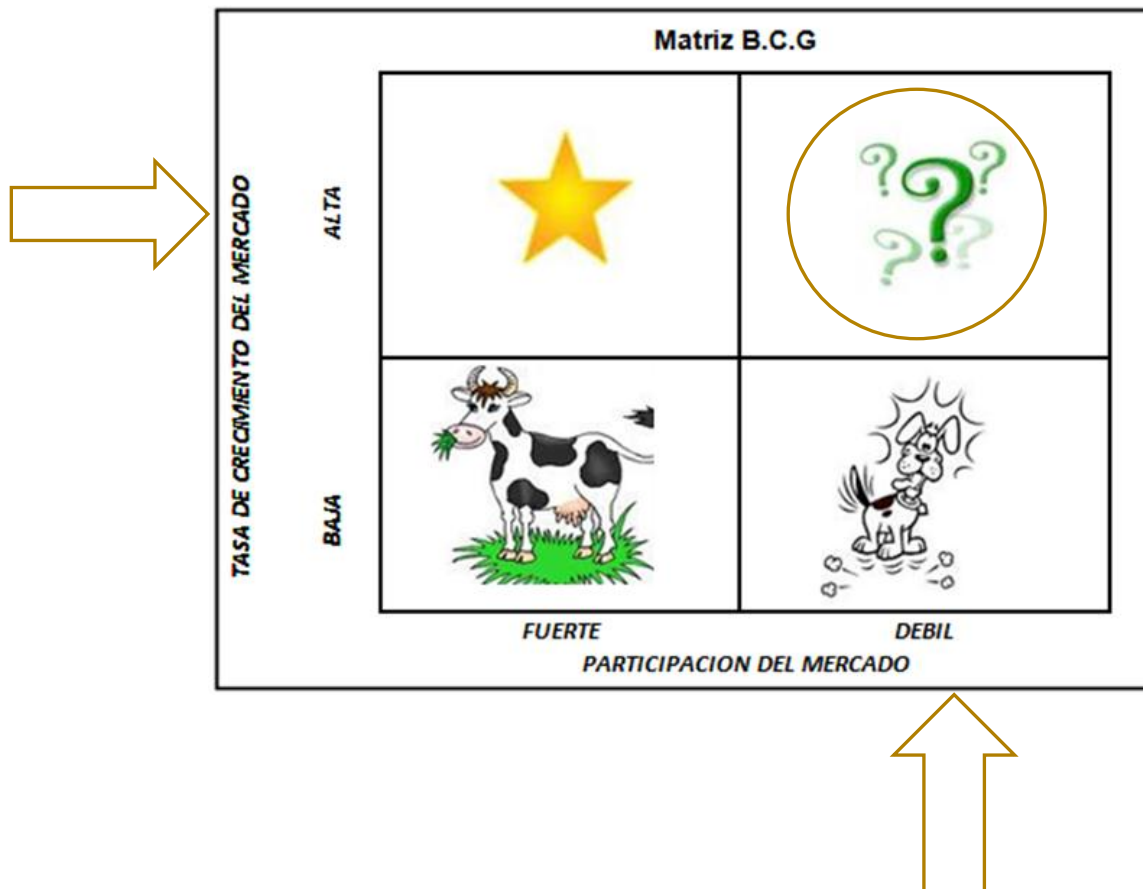 Matriz B.C.G
TASA DE CRECIMIENTO DEL MERCADO
ALTA
BAJA
FUERTE
DEBIL
PARTICIPACION DEL MERCADO